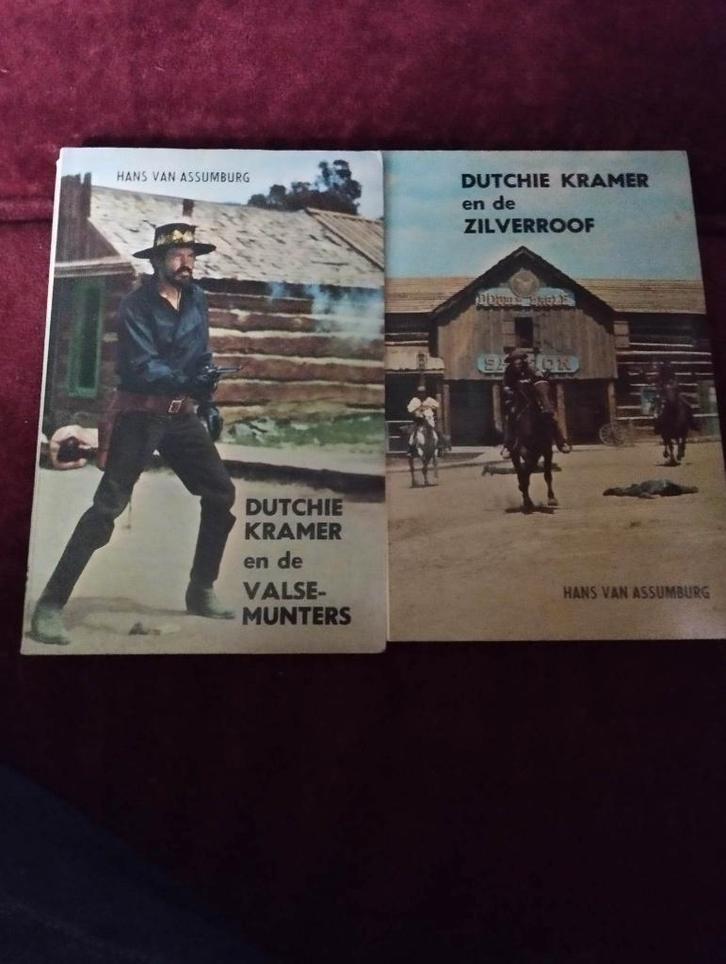 HANS VAN ASSUMBURG
DUTCHIE
KRAMER
en de
VALSE-
MUNTERS
DUTCHIE KRAMER
en de
ZILVERROOF
SALOON
HANS VAN ASSUMBURG